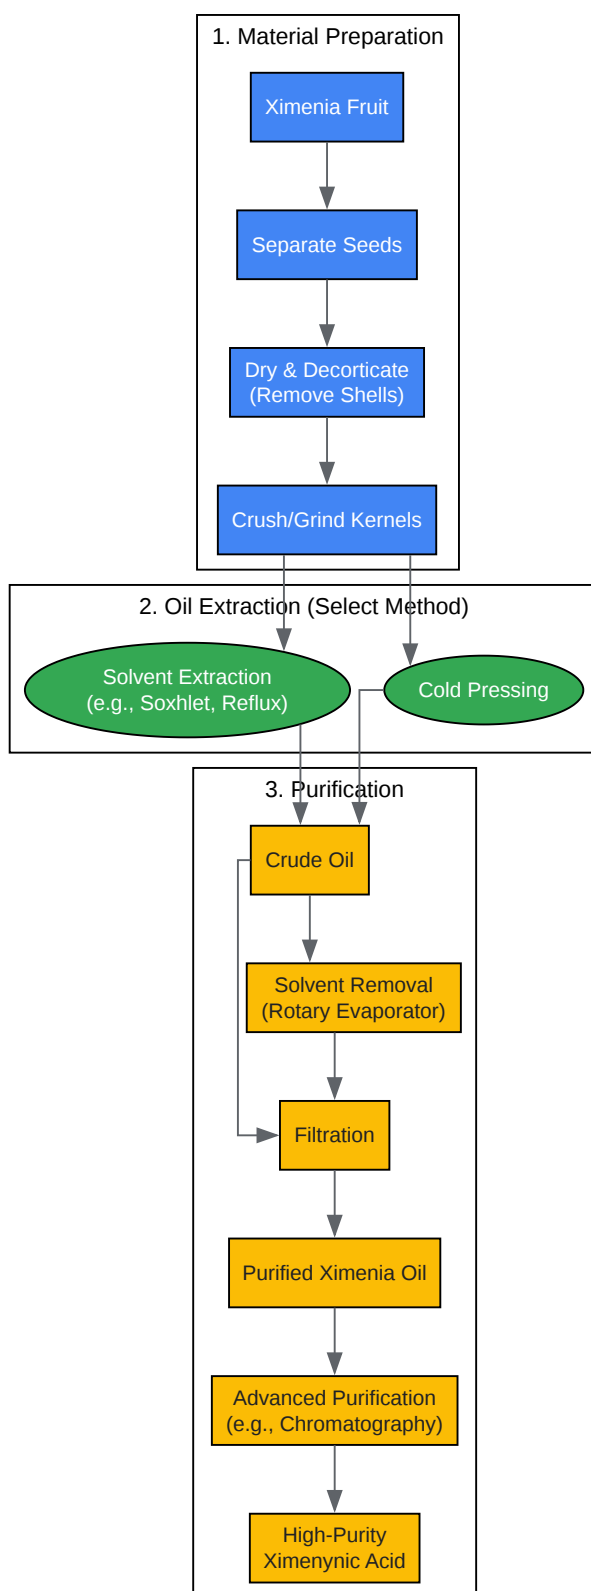 1. Material Preparation
Ximenia Fruit
Separate Seeds
Dry & Decorticate
(Remove Shells)
Crush/Grind Kernels
2. Oil Extraction (Select Method)
Solvent Extraction
(e.g., Soxhlet, Reflux)
Cold Pressing
3. Purification
Crude Oil
Solvent Removal
(Rotary Evaporator)
Filtration
Purified Ximenia Oil
Advanced Purification
(e.g., Chromatography)
High-Purity
Ximenynic Acid